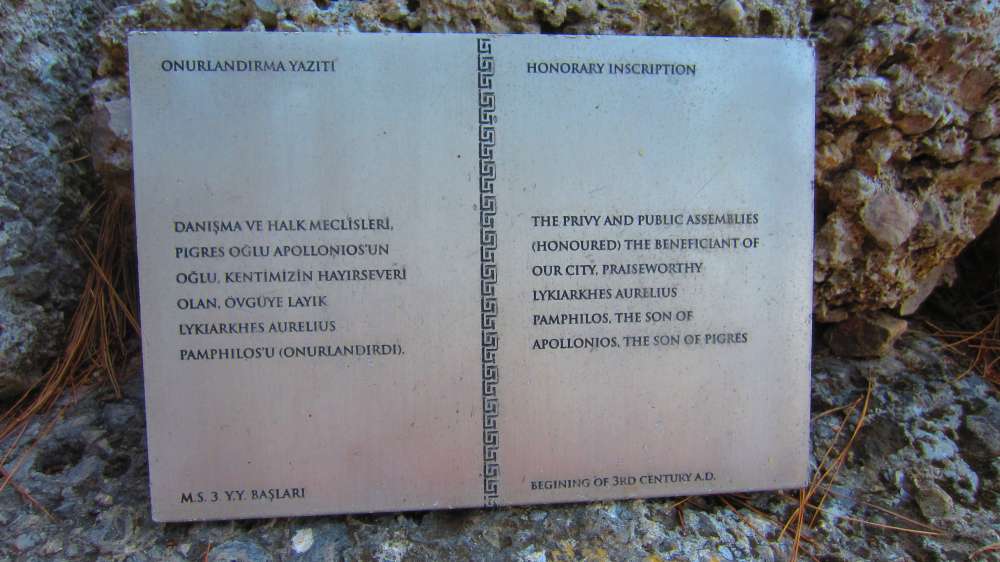 ONURLANDIRMA YAZITI
DANIŞMA VE HALK MECLİSLERİ,
PIGRES OĞLU APOLLONIOS'UN
OĞLU, KENTİMİZİN HAYIRSEVERİ
OLAN, ÖVGÜYE LAYIK
LYKIARKHES AURELIUS
PAMPHILOS'U (ONURLANDIRDI).
M.S. 3. Y.Y. BAŞLARI
HONORARY INSCRIPTION
THE PRIVY AND PUBLIC ASSEMBLIES
(HONOURED) THE BENEFICIANT OF
OUR CITY, PRAISEWORTHY
LYKIARKHES AURELIUS
PAMPHILOS, THE SON OF
APOLLONIOS, THE SON OF PIGRES
BEGINING OF 3RD CENTURY A.D.